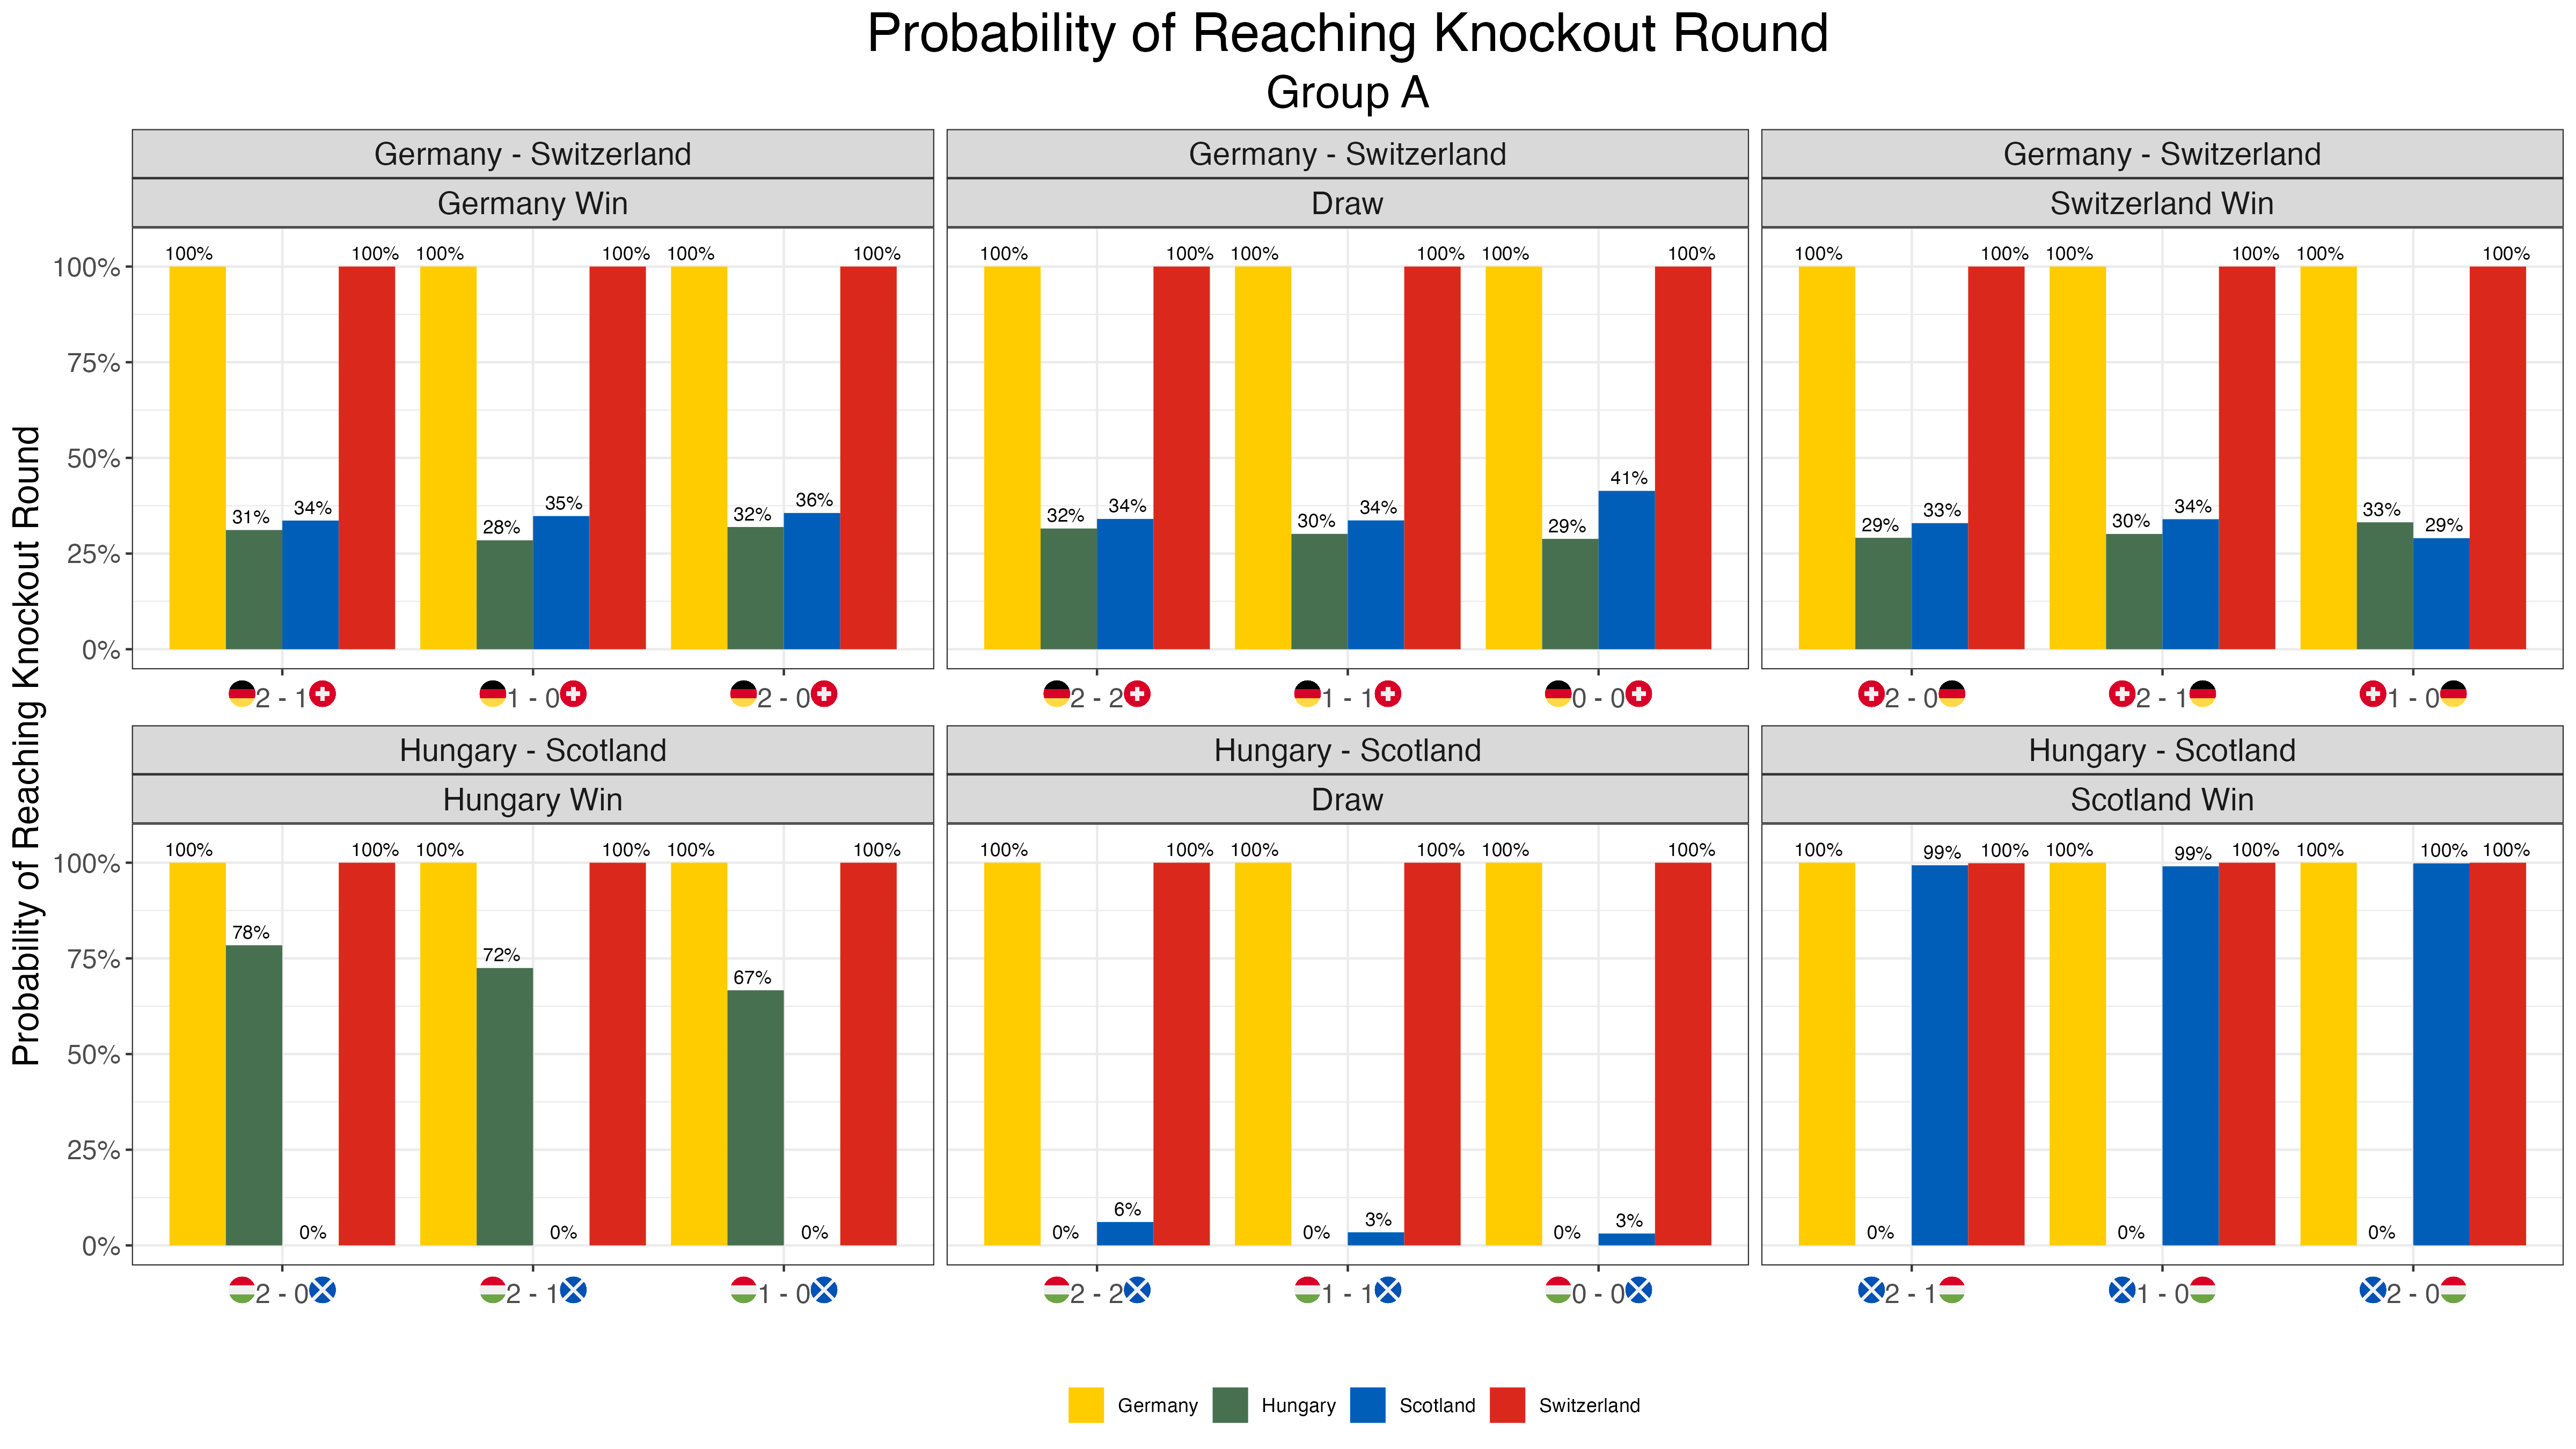 Probability of Reaching Knockout Round
Group A
Probability of Reaching Knockout Round
Germany - Switzerland
Germany Win
100%
75%
50%
25%
0%
100% 31% 34% 100%
100% 28% 35% 100%
100% 32% 36% 100%
2 - 1
1 - 0
2 - 0
Germany - Switzerland
Draw
100% 32% 34% 100%
100% 30% 34% 100%
100% 29% 41% 100%
2 - 2
1 - 1
0 - 0
Germany - Switzerland
Switzerland Win
100% 29% 33% 100%
100% 30% 34% 100%
100% 33% 29% 100%
2 - 0
2 - 1
1 - 0
Hungary - Scotland
Hungary Win
100%
75%
50%
25%
0%
100% 78% 0% 100%
100% 72% 0% 100%
100% 67% 0% 100%
2 - 0
2 - 1
1 - 0
Hungary - Scotland
Draw
100% 0% 6% 100%
100% 0% 3% 100%
100% 0% 3% 100%
2 - 2
1 - 1
0 - 0
Hungary - Scotland
Scotland Win
100% 0% 99% 100%
100% 0% 99% 100%
100% 0% 100% 100%
2 - 1
1 - 0
2 - 0
Germany Hungary Scotland Switzerland